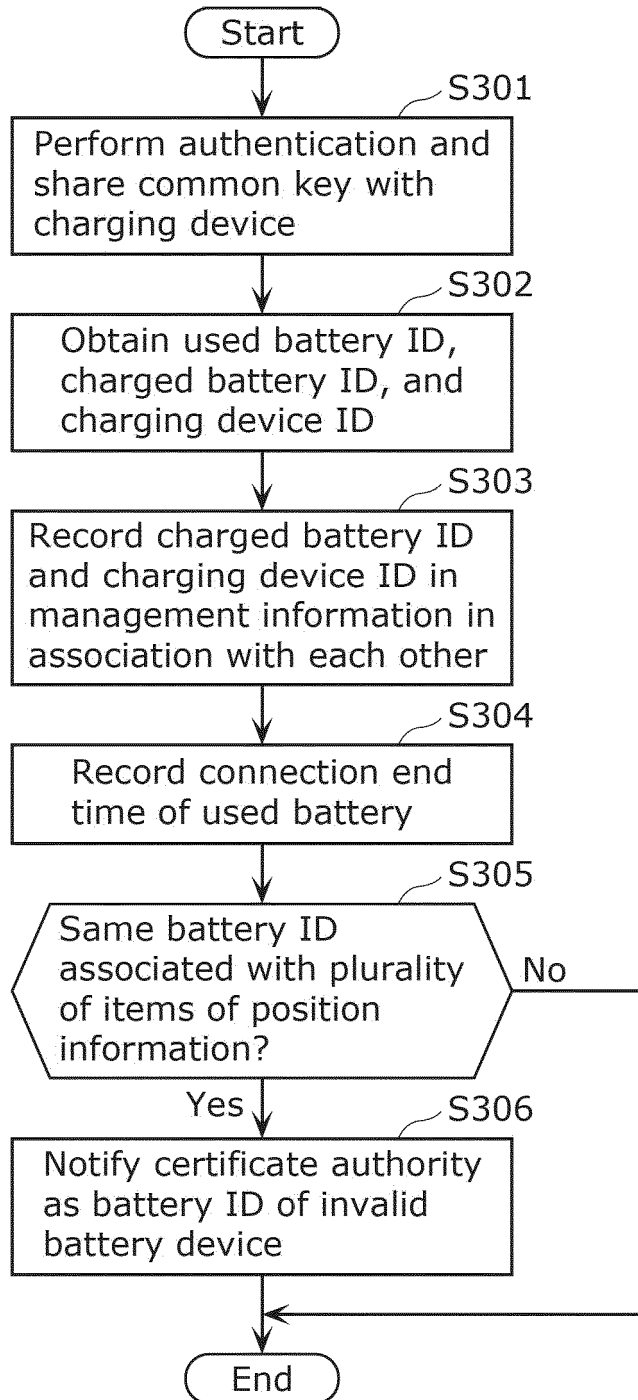 Start
S301
Perform authentication and
share common key with
charging device
S302
Obtain used battery ID,
charged battery ID, and
charging device ID
S303
Record charged battery ID
and charging device ID in
management information in
association with each other
S304
Record connection end
time of used battery
S305
Same battery ID
associated with plurality
of items of position
information?
No
Yes
S306
Notify certificate authority
as battery ID of invalid
battery device
End